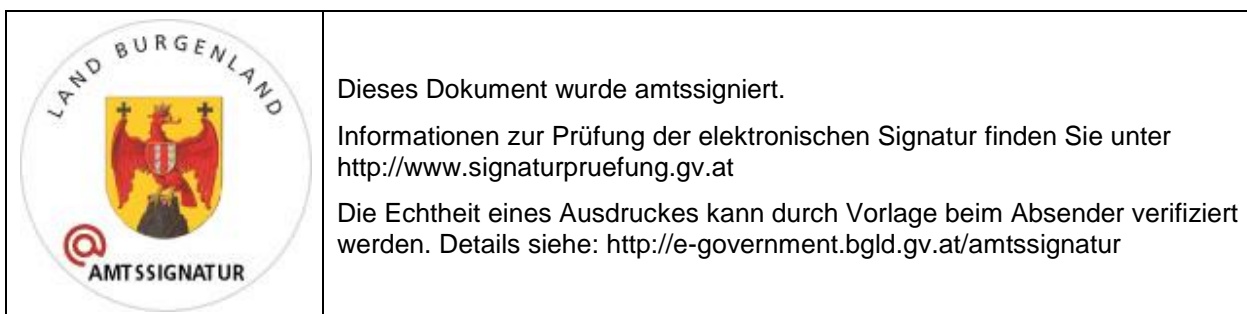 LAND BURGENLAND
AMTSSIGNATUR
Dieses Dokument wurde amtssigniert.
Informationen zur Prüfung der elektronischen Signatur finden Sie unter
http://www.signaturpruefung.gv.at
Die Echtheit eines Ausdruckes kann durch Vorlage beim Absender verifiziert
werden. Details siehe: http://e-government.bgld.gv.at/amtssignatur